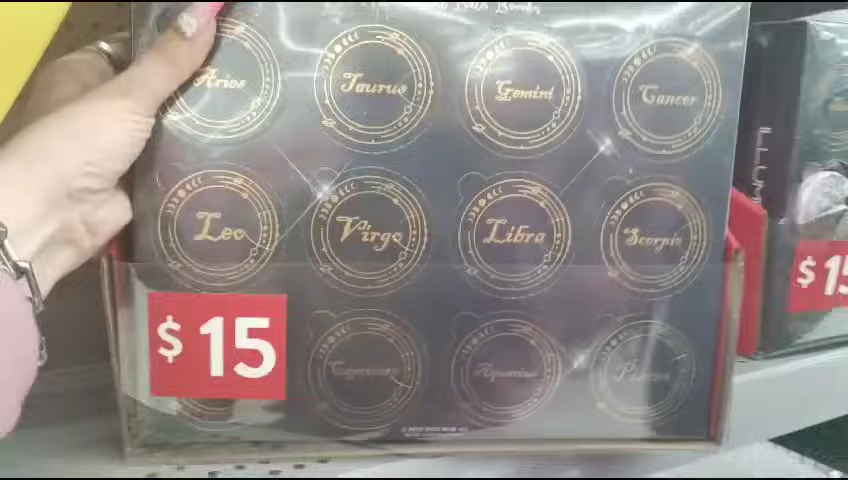 Aries Taurus Gemini Cancer
Leo Virgo Libra Scorpio
$15 Capricorn Aquarius Pisces
$15